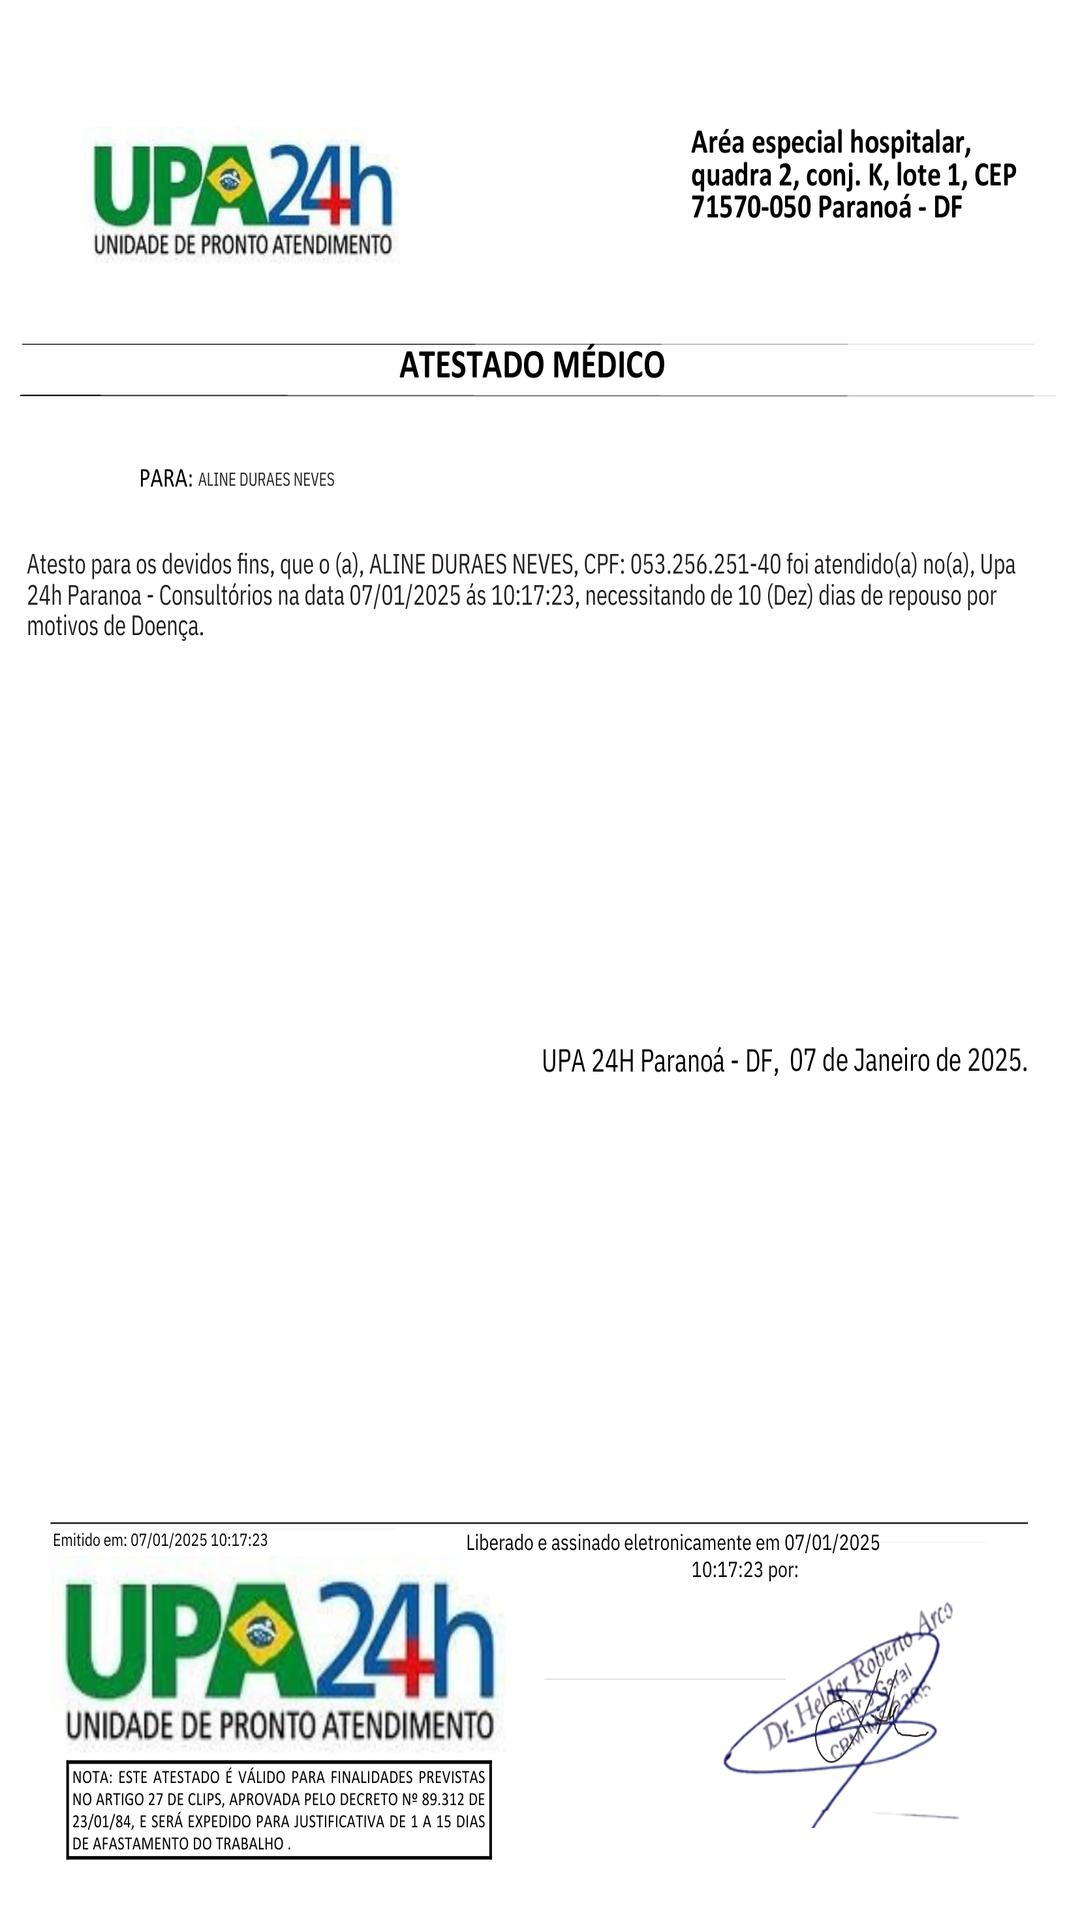 UPA24h
UNIDADE DE PRONTO ATENDIMENTO
Aréa especial hospitalar,
quadra 2, conj. K, lote 1, CEP
71570-050 Paranoá - DF
ATESTADO MÉDICO
PARA: ALINE DURAES NEVES
Atesto para os devidos fins, que o (a), ALINE DURAES NEVES, CPF: 053.256.251-40 foi atendido(a) no(a), Upa
24h Paranoa - Consultórios na data 07/01/2025 ás 10:17:23, necessitando de 10 (Dez) dias de repouso por
motivos de Doença.
UPA 24H Paranoá - DF, 07 de Janeiro de 2025.
Emitido em: 07/01/2025 10:17:23
Liberado e assinado eletronicamente em 07/01/2025
10:17:23 por:
UPA24h
UNIDADE DE PRONTO ATENDIMENTO
Dr. Helder Roberto Arco
Geral
NOTA: ESTE ATESTADO É VÁLIDO PARA FINALIDADES PREVISTAS
NO ARTIGO 27 DE CLIPS, APROVADA PELO DECRETO Nº 89.312 DE
23/01/84, E SERÁ EXPEDIDO PARA JUSTIFICATIVA DE 1 A 15 DIAS
DE AFASTAMENTO DO TRABALHO .